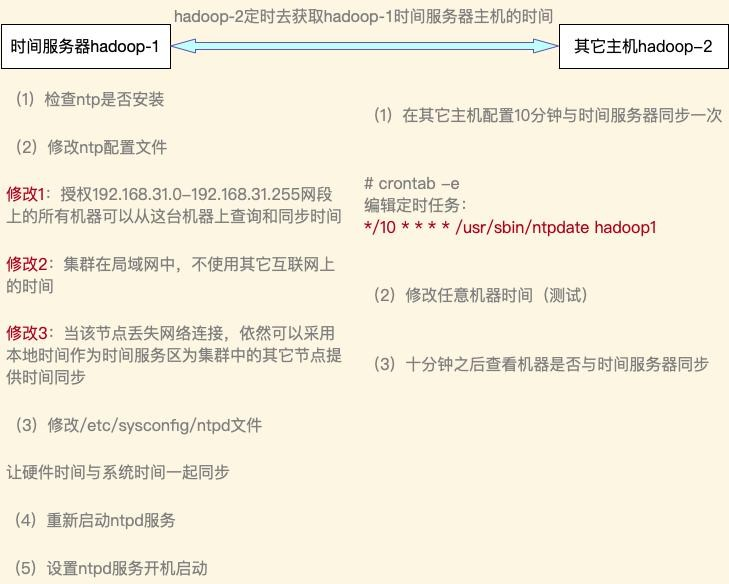 hadoop-2定时去获取hadoop-1时间服务器主机的时间
时间服务器hadoop-1
其它主机hadoop-2
（1）检查ntp是否安装
（2）修改ntp配置文件
修改1：授权192.168.31.0-192.168.31.255网段
上的所有机器可以从这台机器上查询和同步时间
修改2：集群在局域网中，不使用其它互联网上
的时间
修改3：当该节点丢失网络连接，依然可以采用
本地时间作为时间服务区为集群中的其它节点提
供时间同步
（3）修改/etc/sysconfig/ntpd文件
让硬件时间与系统时间一起同步
（4）重新启动ntpd服务
（5）设置ntpd服务开机启动
（1）在其它主机配置10分钟与时间服务器同步一次
# crontab -e
编辑定时任务：
*/10 * * * * /usr/sbin/ntpdate hadoop1
（2）修改任意机器时间（测试）
（3）十分钟之后查看机器是否与时间服务器同步